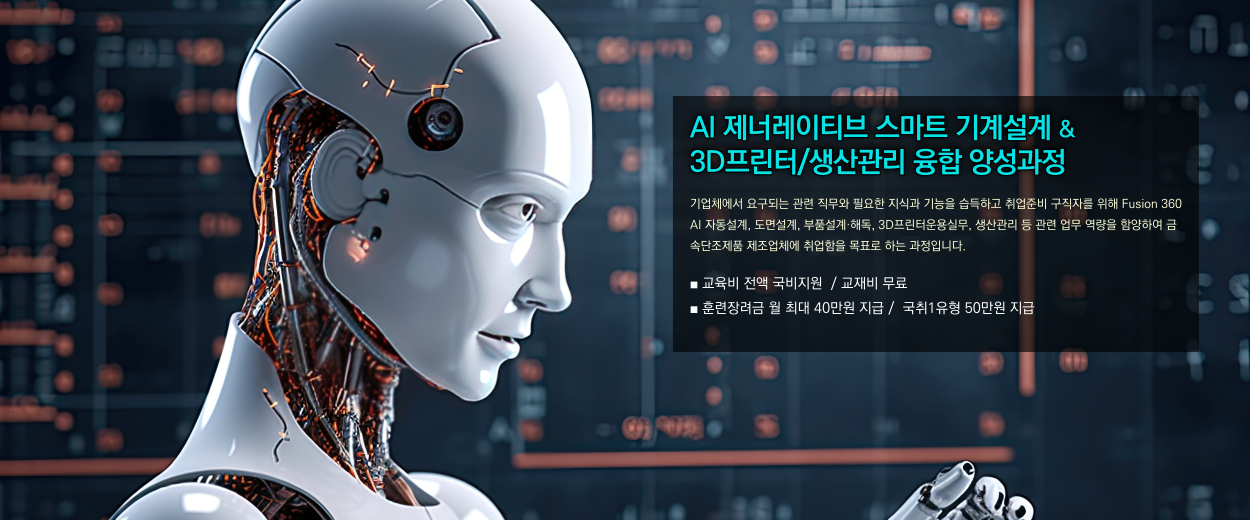 AI 제너레이티브 스마트 기계설계 &
3D프린터/생산관리 융합 양성과정
기업체에서 요구되는 관련 직무와 필요한 지식과 기능을 습득하고 취업준비 구직자를 위해 Fusion 360
AI 자동설계, 도면설계, 부품설계·해독, 3D프린터운용실무, 생산관리 등 관련 업무 역량을 함양하여 금
속단조제품 제조업체에 취업함을 목표로 하는 과정입니다.
■ 교육비 전액 국비지원 / 교재비 무료
■ 훈련장려금 월 최대 40만원 지급 / 국취1유형 50만원 지급